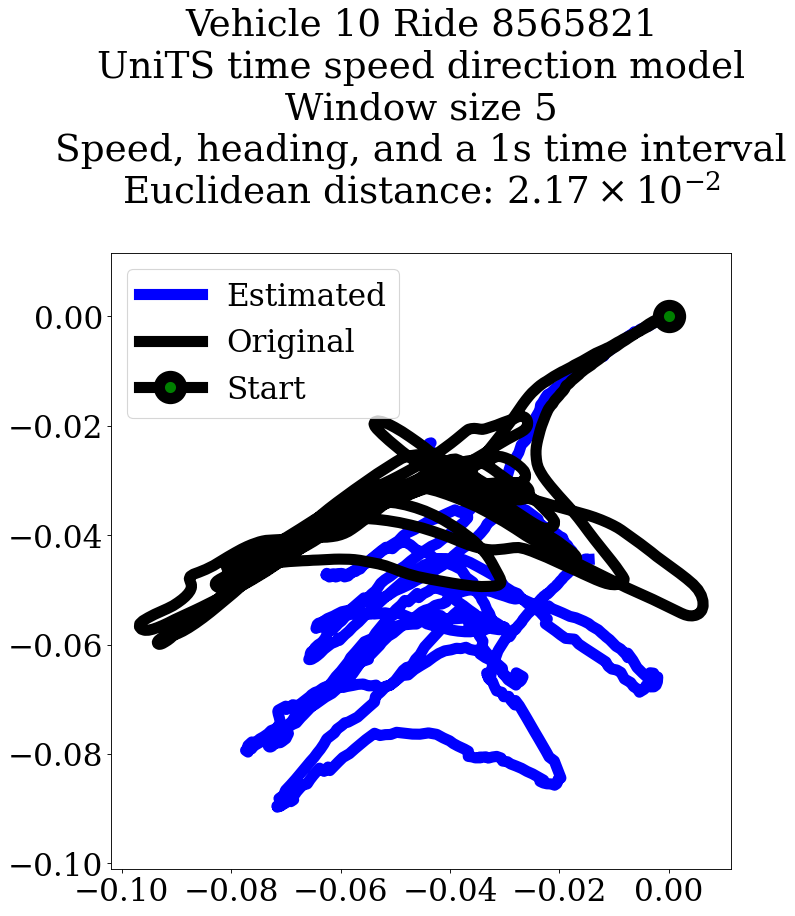 Vehicle 10 Ride 8565821
UniTS time speed direction model
Window size 5
Speed, heading, and a 1s time interval
Euclidean distance: 2.17 × 10⁻²
Estimated
Original
Start
0.00
−0.02
−0.04
−0.06
−0.08
−0.10
−0.10 −0.08 −0.06 −0.04 −0.02 0.00